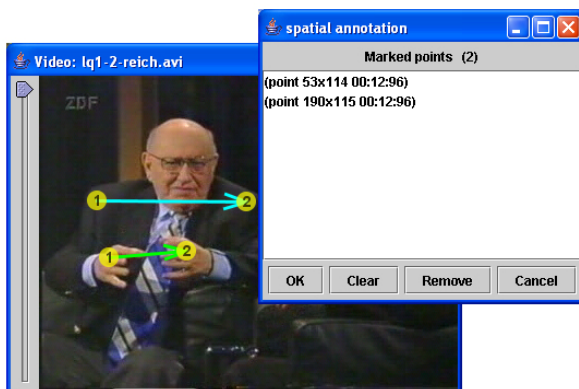 spatial annotation
Marked points (2)
(point 53x114 00:12:96)
(point 190x115 00:12:96)
OK Clear Remove Cancel
Video: lq1-2-reich.avi
ZDF
1 2
1 2